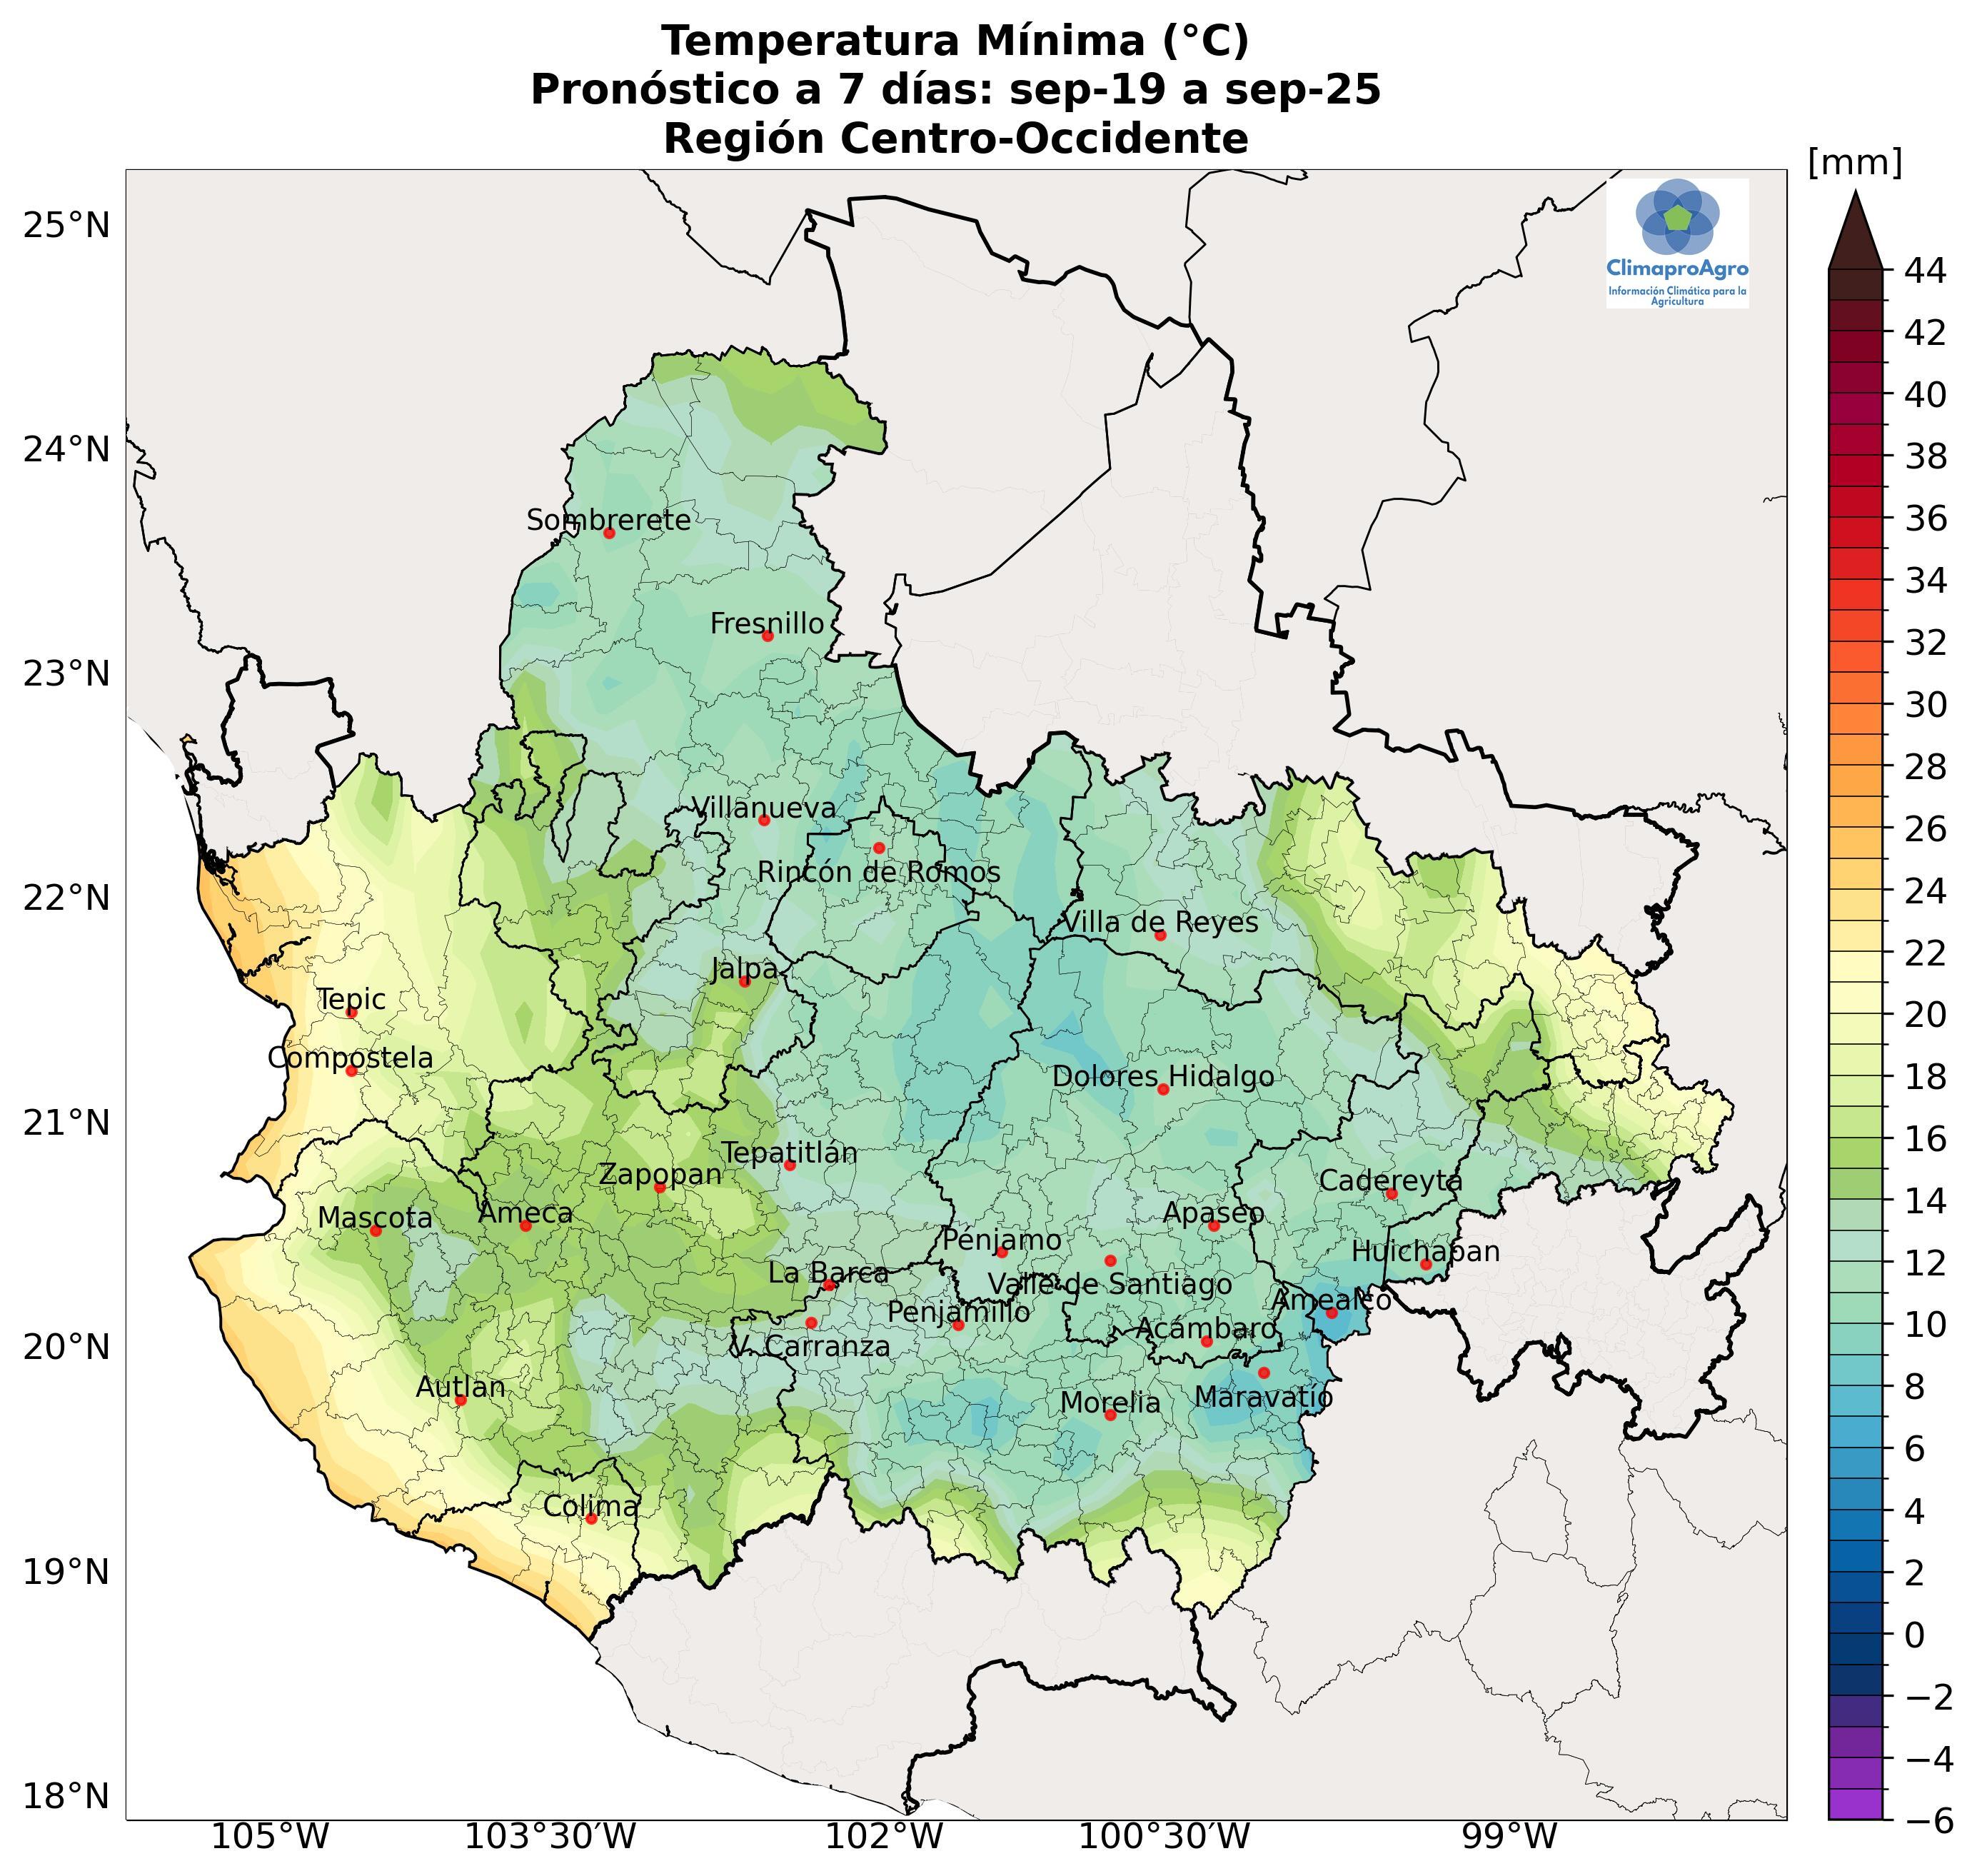 Temperatura Mínima (°C)
Pronóstico a 7 días: sep-19 a sep-25
Región Centro-Occidente
[mm]
ClimaproAgro
Información Climática para la
Agricultura
25°N
24°N
23°N
22°N
21°N
20°N
19°N
18°N
Sombrerete
Fresnillo
Villanueva
Rincón de Romos
Villa de Reyes
Jalpa
Tepic
Compostela
Dolores Hidalgo
Tepatitlán
Zapopan
Cadereyta
Mascota
Ameca
Apaseo
Pénjamo
Huichapan
La Barca
Valle de Santiago
Amealco
Penjamillo
Acámbaro
V. Carranza
Autlan
Maravatío
Morelia
Colima
105°W
103°30′W
102°W
100°30′W
99°W
44
42
40
38
36
34
32
30
28
26
24
22
20
18
16
14
12
10
8
6
4
2
0
−2
−4
−6